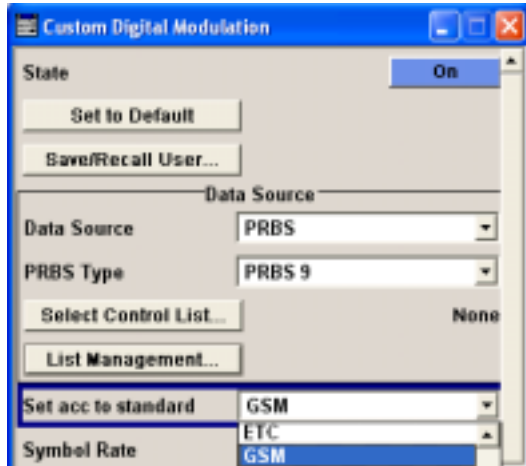 Custom Digital Modulation
State On
Set to Default
Save/Recall User...
Data Source
Data Source PRBS
PRBS Type PRBS 9
Select Control List... None
List Management...
Set acc to standard GSM
ETC
Symbol Rate GSM